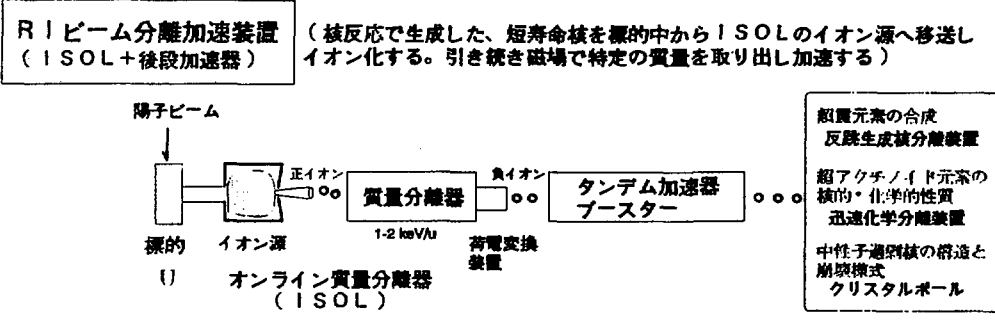 RIビーム分離加速装置
(ISOL+後段加速器)
(核反応で生成した、短寿命核を標的中からISOLのイオン源へ移送し
イオン化する。引き続き磁場で特定の質量を取り出し加速する)
陽子ビーム
標的
イオン源
正イオン
質量分離器
1-2 keV/u
負イオン
荷電変換
装置
タンデム加速器
ブースター
オンライン質量分離器
(ISOL)
超重元素の合成
反跳生成核分離装置
超アクチノイド元素の
核的・化学的性質
迅速化学分離装置
中性子過剰核の構造と
崩壊様式
クリスタルボール